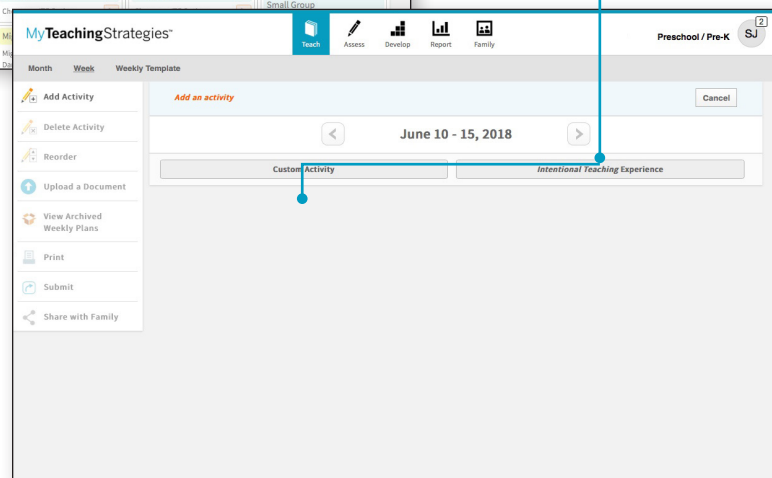 Small Group
MyTeachingStrategies™
Teach
Assess
Develop
Report
Family
Preschool / Pre-K
SJ
2
Month
Week
Weekly Template
Add Activity
Delete Activity
Reorder
Upload a Document
View Archived
Weekly Plans
Print
Submit
Share with Family
Add an activity
Cancel
June 10 - 15, 2018
Custom Activity
Intentional Teaching Experience